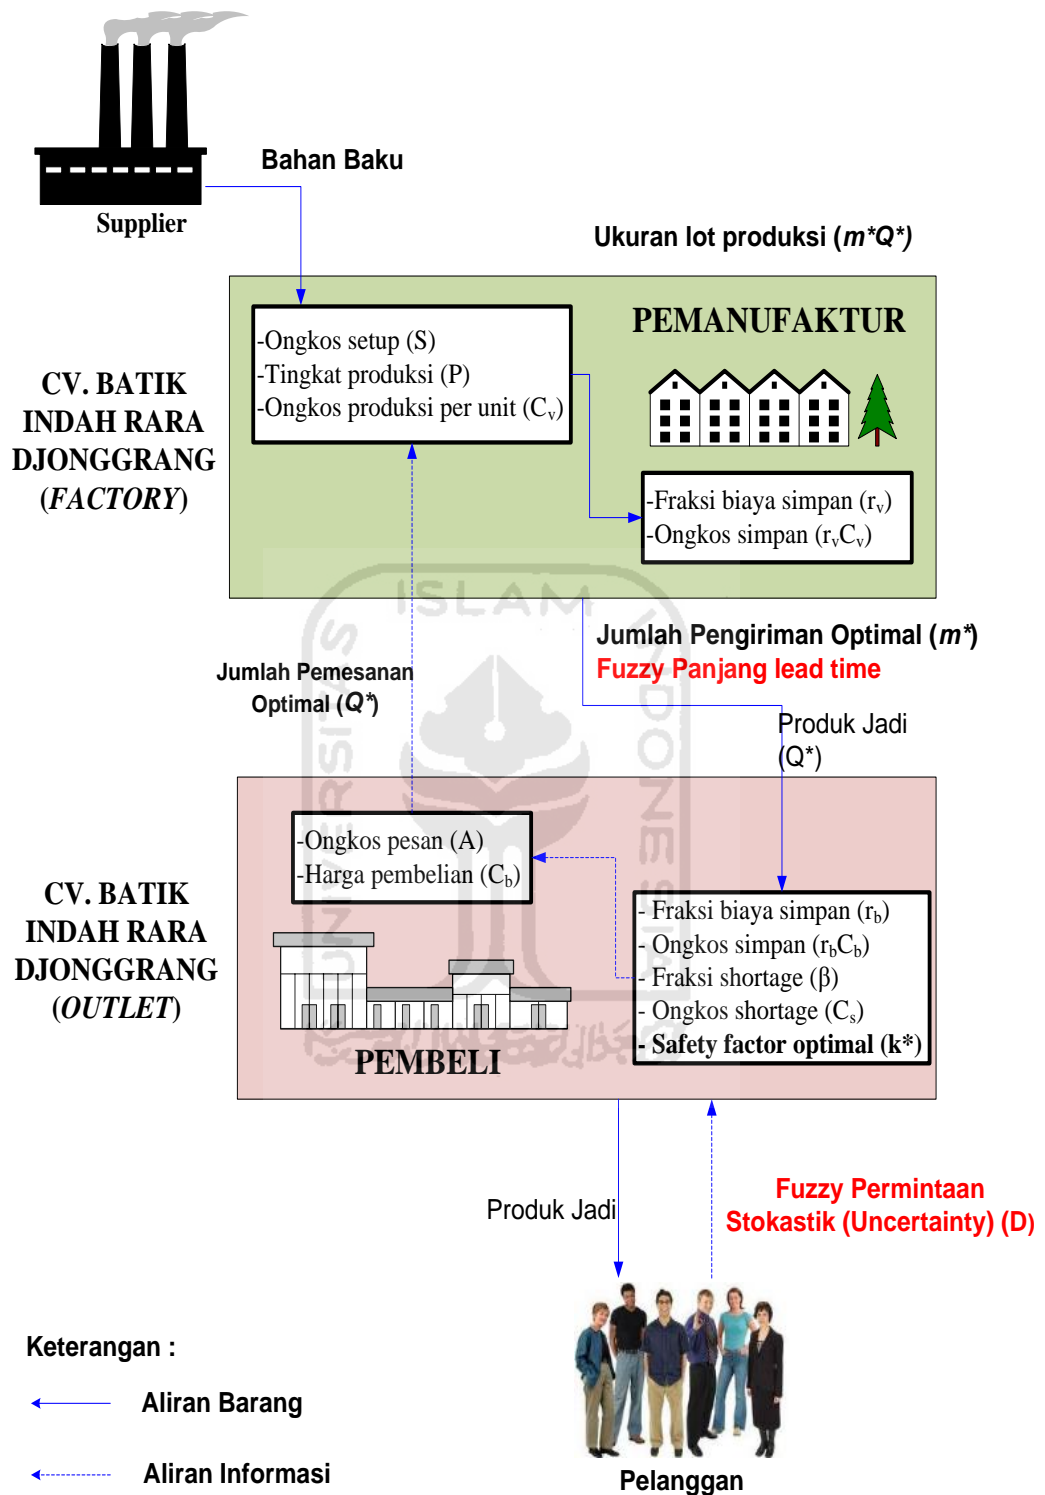 Supplier
Bahan Baku
Ukuran lot produksi (m*Q*)
CV. BATIK
INDAH RARA
DJONGGRANG
(FACTORY)
PEMANUFAKTUR
-Ongkos setup (S)
-Tingkat produksi (P)
-Ongkos produksi per unit (Cv)
-Fraksi biaya simpan (rv)
-Ongkos simpan (rvCv)
Jumlah Pemesanan
Optimal (Q*)
Jumlah Pengiriman Optimal (m*)
Fuzzy Panjang lead time
Produk Jadi
(Q*)
UNIVERSITAS
ISLAM
INDONESIA
CV. BATIK
INDAH RARA
DJONGGRANG
(OUTLET)
-Ongkos pesan (A)
-Harga pembelian (Cb)
PEMBELI
- Fraksi biaya simpan (rb)
- Ongkos simpan (rbCb)
- Fraksi shortage (β)
- Ongkos shortage (Cs)
- Safety factor optimal (k*)
Produk Jadi
Fuzzy Permintaan
Stokastik (Uncertainty) (D)
Pelanggan
Keterangan :
Aliran Barang
Aliran Informasi